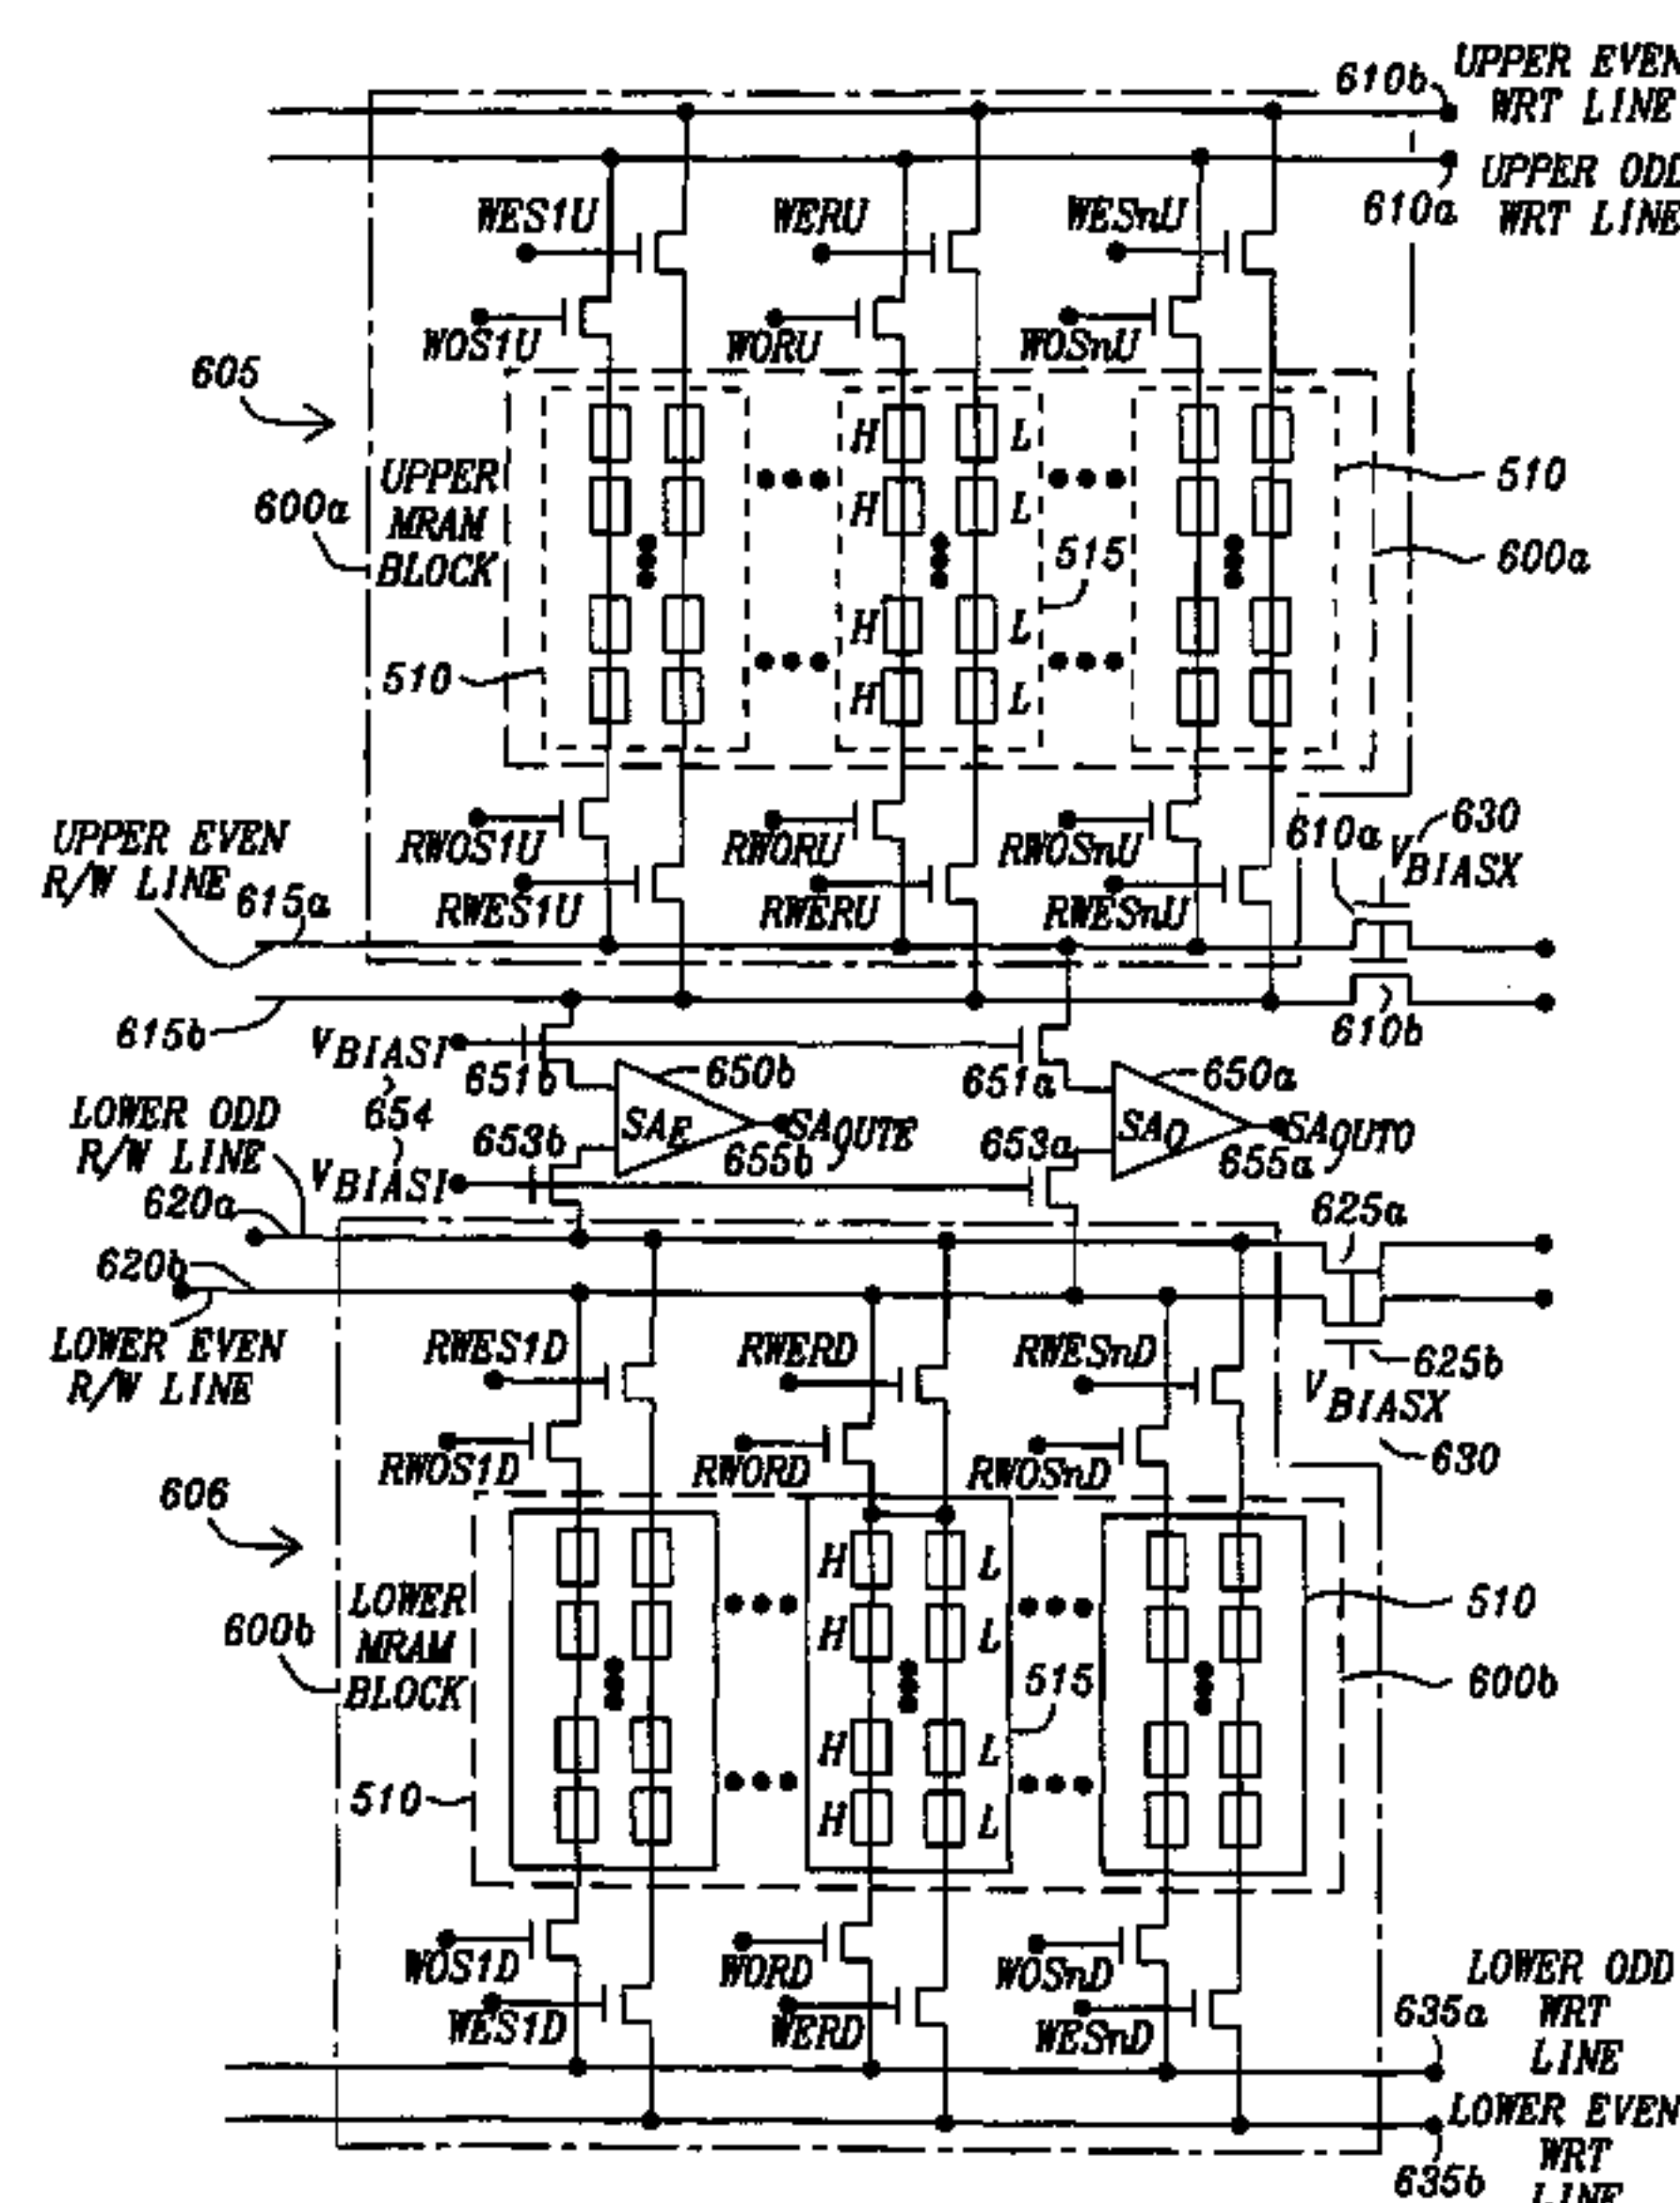 610b UPPER EVEN
WRT LINE
UPPER ODD
610a WRT LINE
WES1U WERU WESnU
WOS1U WORU WOSnU
605
H L
UPPER 510
600a MRAM H L
BLOCK 515 600a
H L
510 H L
630
UPPER EVEN RWOS1U RWORU RWOSnU 610a VBIASX
R/W LINE 615a RWES1U RWERU RWESnU
615b VBIASI 651b 650b 651a 650a 610b
LOWER ODD 654 SAE SAOUTE SAO SAOUTO
R/W LINE 653b 655b 653a 655a
VBIASI
620a 625a
620b
LOWER EVEN RWES1D RWERD RWESnD 625b
R/W LINE VBIASX
RWOS1D RWORD RWOSnD 630
606
H L
LOWER 510
600b MRAM H L
BLOCK 515 600b
H L
510 H L
WOS1D WORD WOSnD LOWER ODD
WES1D WERD WESnD 635a WRT
LINE
LOWER EVEN
635b WRT
LINE